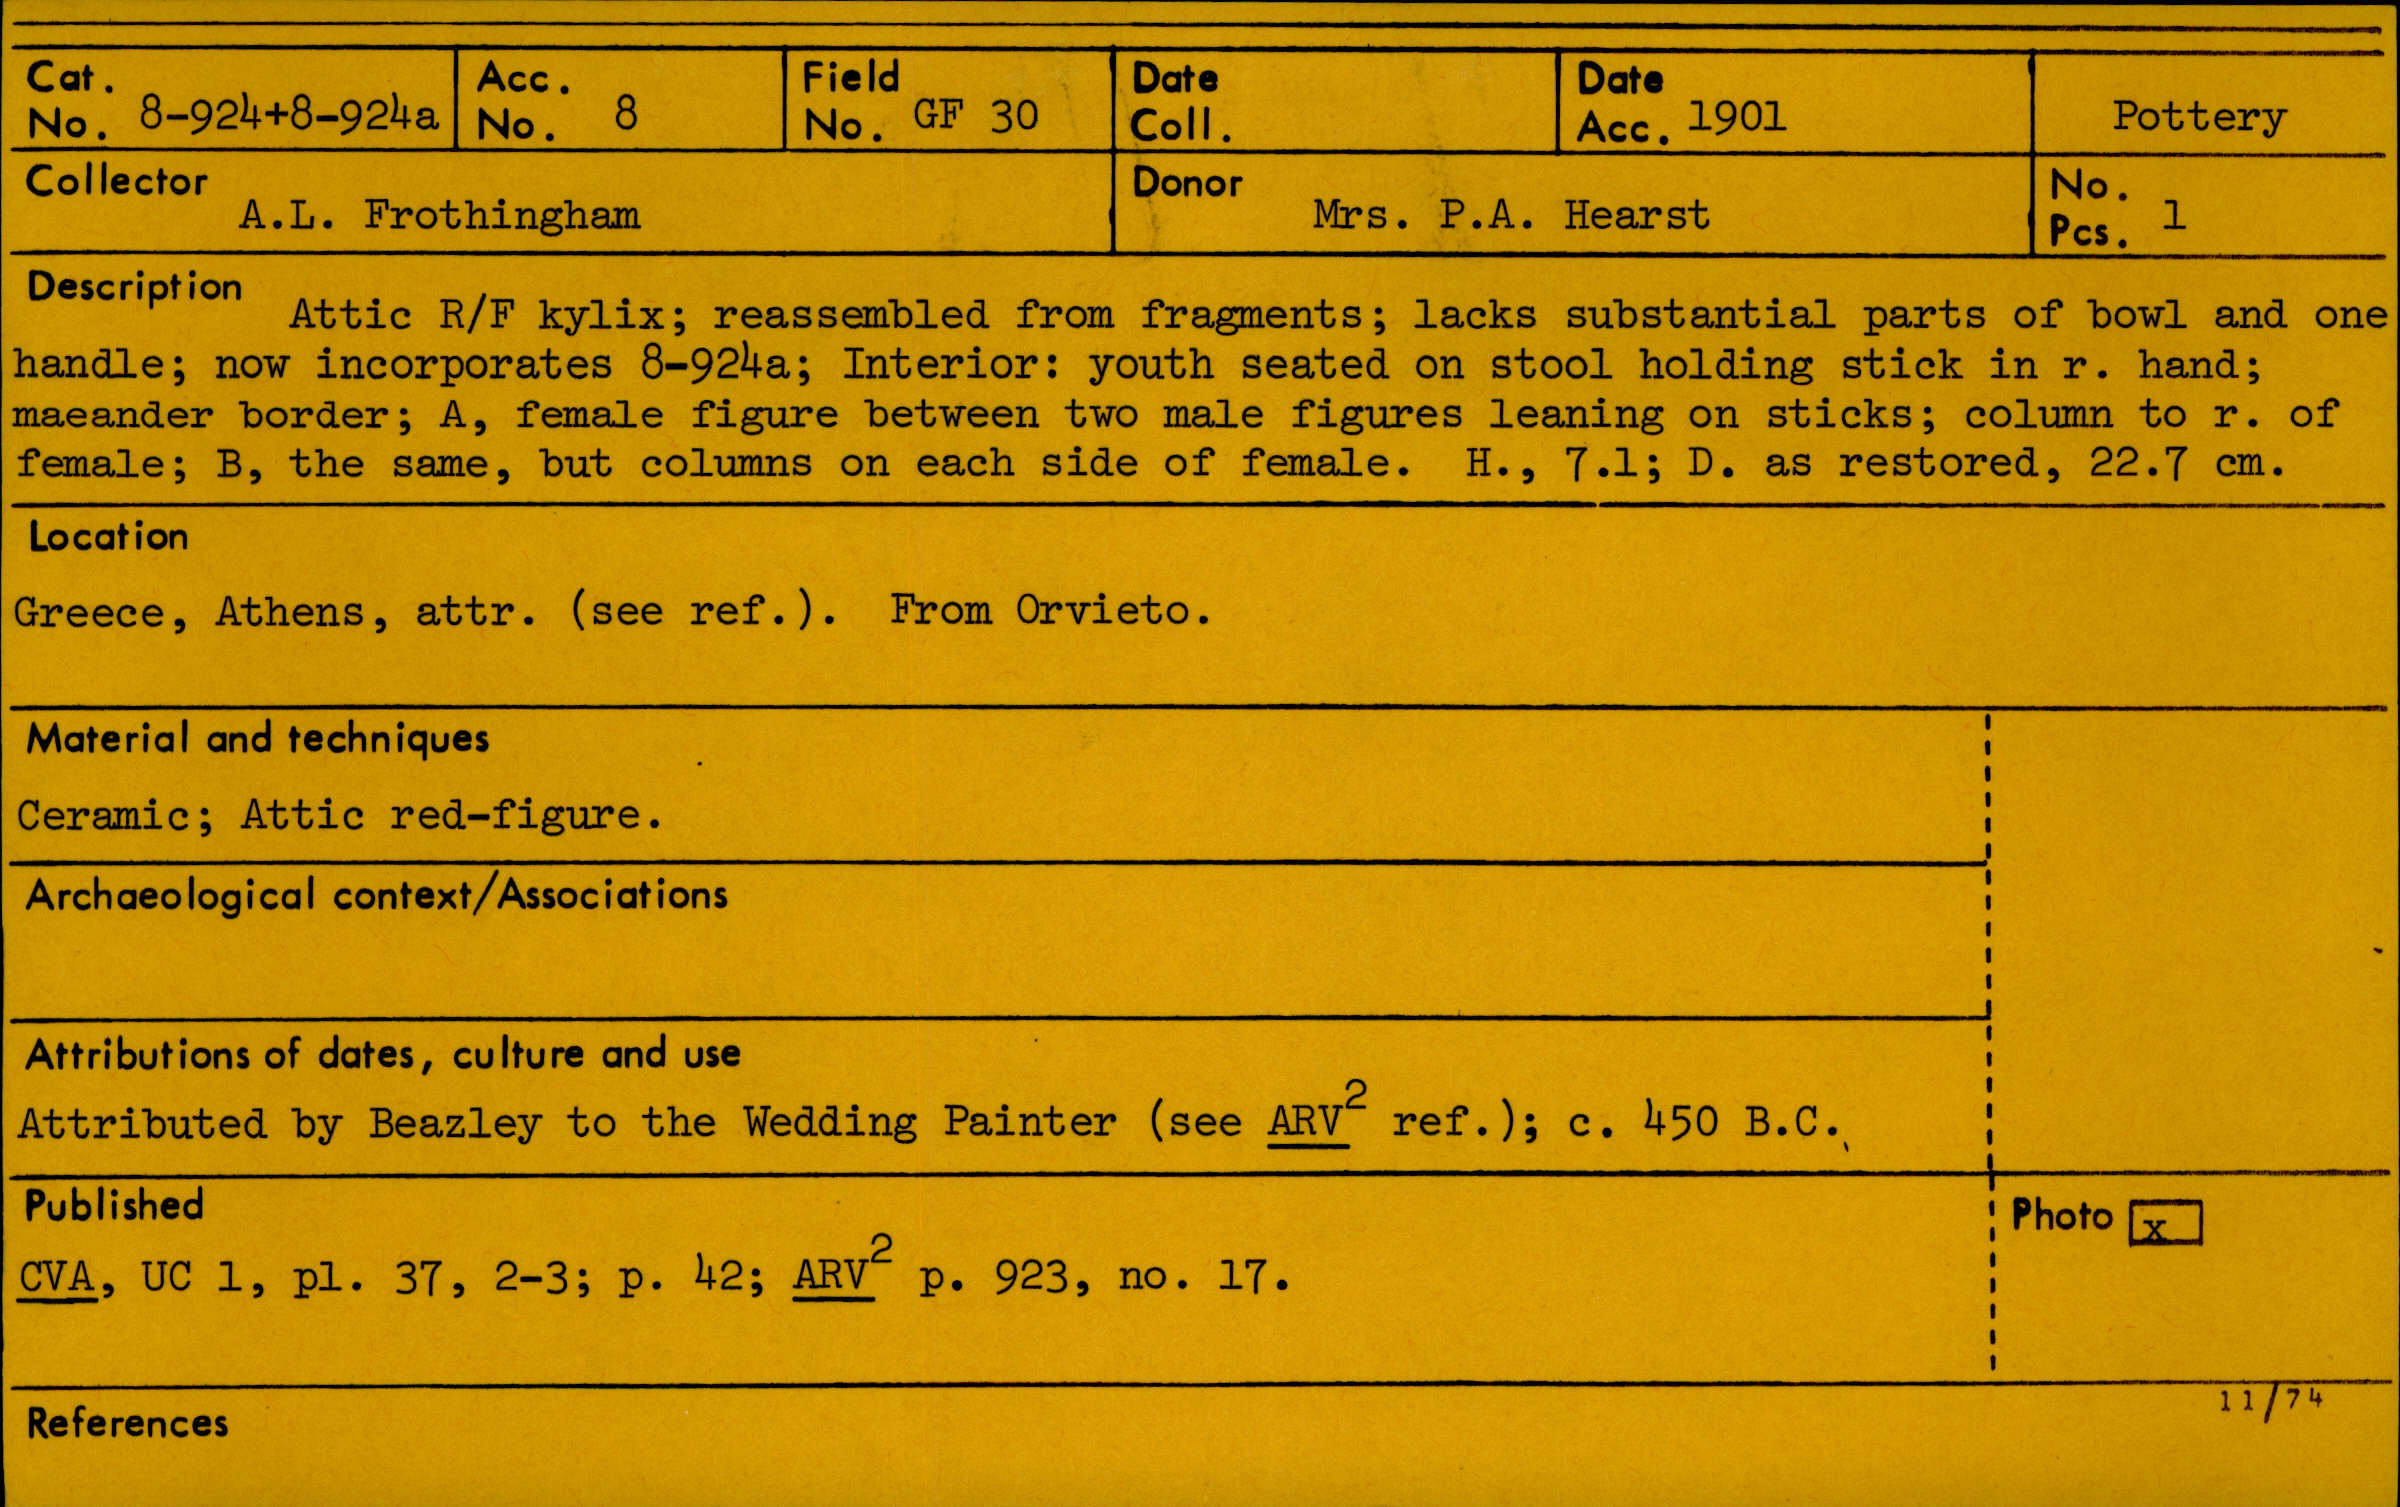 Cat. No. 8-924+8-924a
Acc. No. 8
Field No. GF 30
Date Coll.
Date Acc. 1901
Pottery
Collector A.L. Frothingham
Donor Mrs. P.A. Hearst
No. Pcs. 1
Description Attic R/F kylix; reassembled from fragments; lacks substantial parts of bowl and one
handle; now incorporates 8-924a; Interior: youth seated on stool holding stick in r. hand;
maeander border; A, female figure between two male figures leaning on sticks; column to r. of
female; B, the same, but columns on each side of female. H., 7.1; D. as restored, 22.7 cm.
Location
Greece, Athens, attr. (see ref.). From Orvieto.
Material and techniques
Ceramic; Attic red-figure.
Archaeological context/Associations
Attributions of dates, culture and use
Attributed by Beazley to the Wedding Painter (see ARV² ref.); c. 450 B.C.
Published
CVA, UC 1, pl. 37, 2-3; p. 42; ARV² p. 923, no. 17.
Photo x
11/74
References